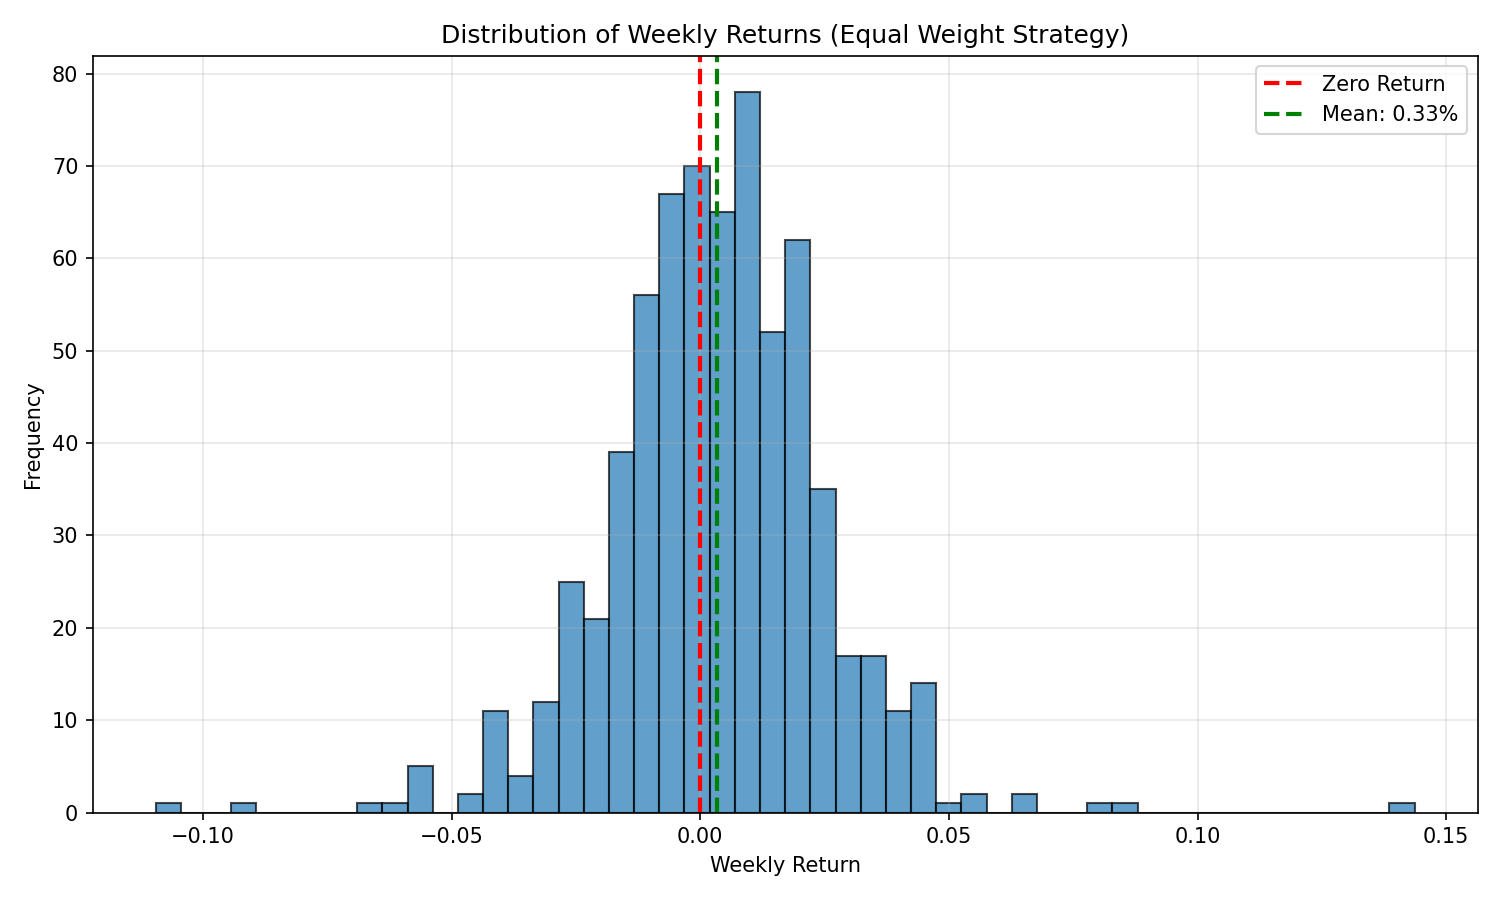 Distribution of Weekly Returns (Equal Weight Strategy)
Zero Return
Mean: 0.33%
80
70
60
50
40
30
20
10
0
Frequency
−0.10 −0.05 0.00 0.05 0.10 0.15
Weekly Return